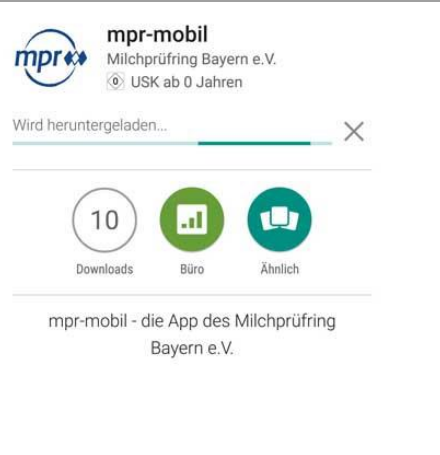 mpr
mpr-mobil
Milchprüfring Bayern e.V.
0 USK ab 0 Jahren
Wird heruntergeladen...
10
Downloads
Büro
Ähnlich
mpr-mobil - die App des Milchprüfring
Bayern e.V.